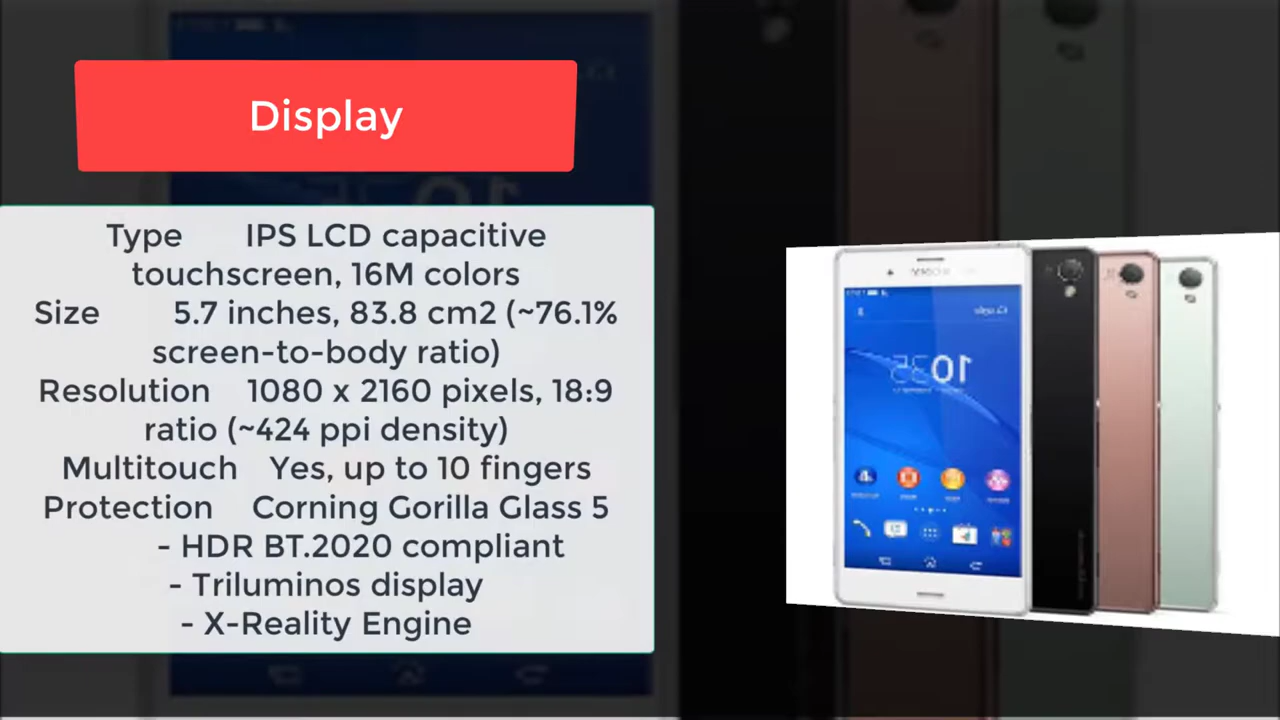 Display
Type IPS LCD capacitive
touchscreen, 16M colors
Size 5.7 inches, 83.8 cm2 (~76.1%
screen-to-body ratio)
Resolution 1080 x 2160 pixels, 18:9
ratio (~424 ppi density)
Multitouch Yes, up to 10 fingers
Protection Corning Gorilla Glass 5
- HDR BT.2020 compliant
- Triluminos display
- X-Reality Engine
10:35